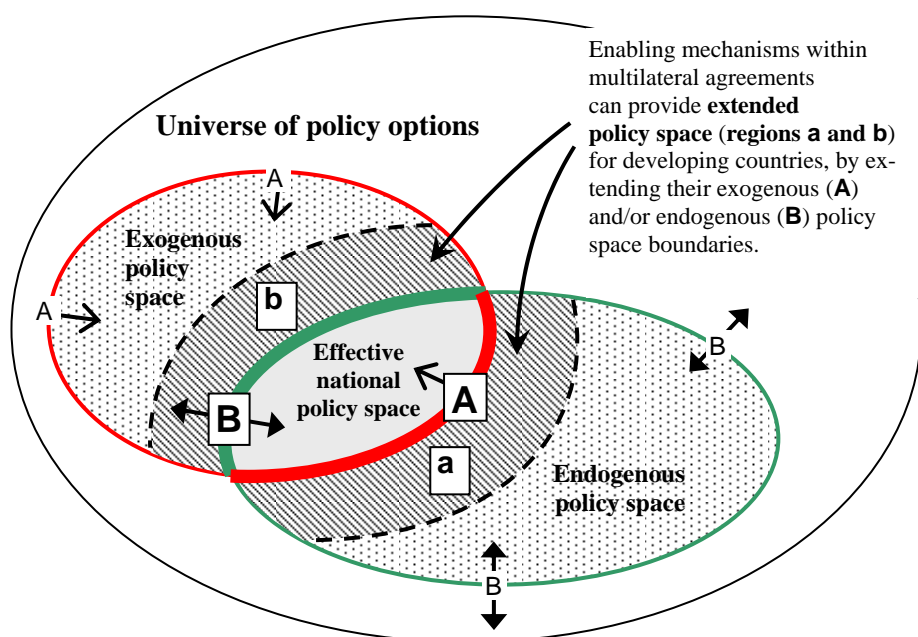 Enabling mechanisms within
multilateral agreements
can provide extended
policy space (regions a and b)
for developing countries, by ex-
tending their exogenous (A)
and/or endogenous (B) policy
space boundaries.
Universe of policy options
A
Exogenous
policy
space
A
b
Effective
national
policy space
B
A
a
B
Endogenous
policy space
B